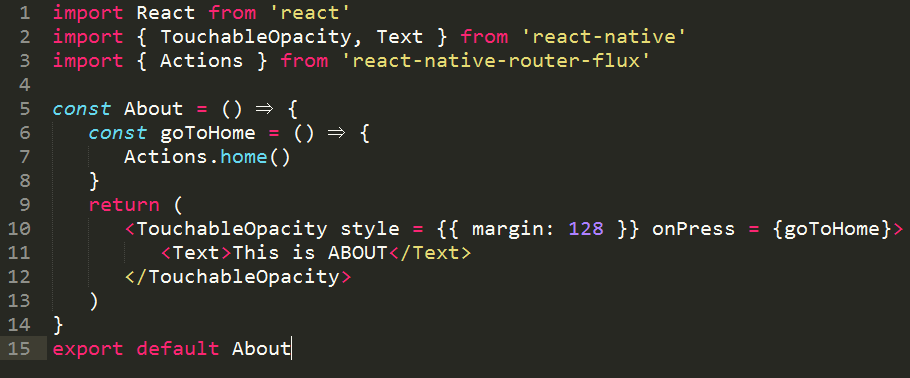 1 import React from 'react'
2 import { TouchableOpacity, Text } from 'react-native'
3 import { Actions } from 'react-native-router-flux'
4
5 const About = () ⇒ {
6 const goToHome = () ⇒ {
7 Actions.home()
8 }
9 return (
10 <TouchableOpacity style = {{ margin: 128 }} onPress = {goToHome}>
11 <Text>This is ABOUT</Text>
12 </TouchableOpacity>
13 )
14 }
15 export default About